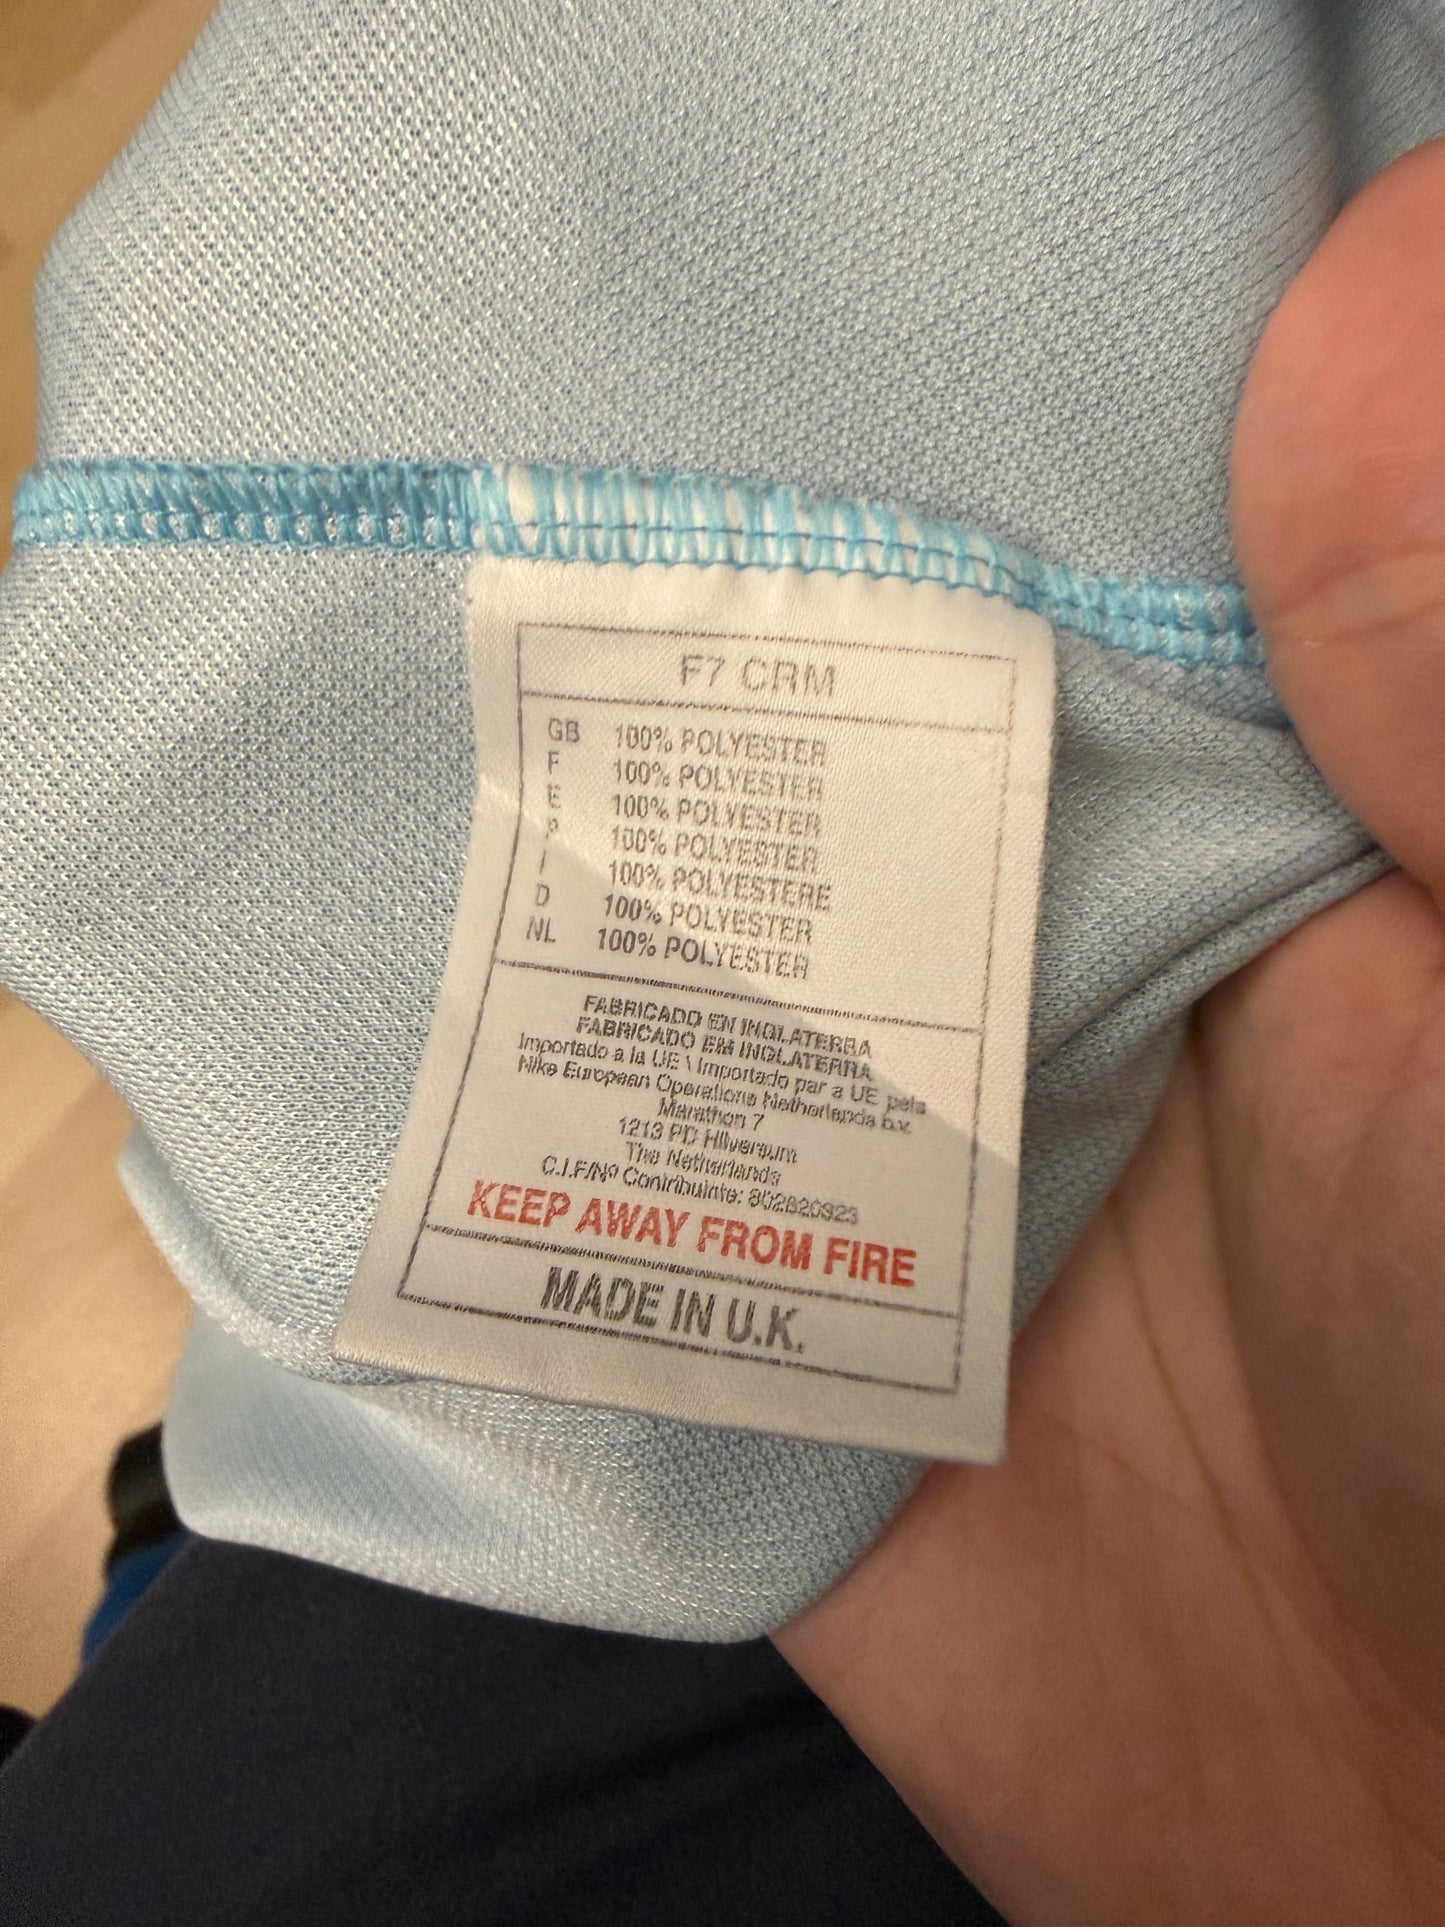 F7 CRM
GB 100% POLYESTER
F 100% POLYESTER
E 100% POLYESTER
P 100% POLYESTER
I 100% POLYESTERE
D 100% POLYESTER
NL 100% POLYESTER
FABRICADO EN INGLATERRA
FABRICADO EM INGLATERRA
Importado a la UE \ Importado par a UE pela
Nike European Operations Netherlands b.v.
Marathon 7
1213 PD Hilversum
The Netherlands
C.I.F/Nº Contribuinte: 802820923
KEEP AWAY FROM FIRE
MADE IN U.K.